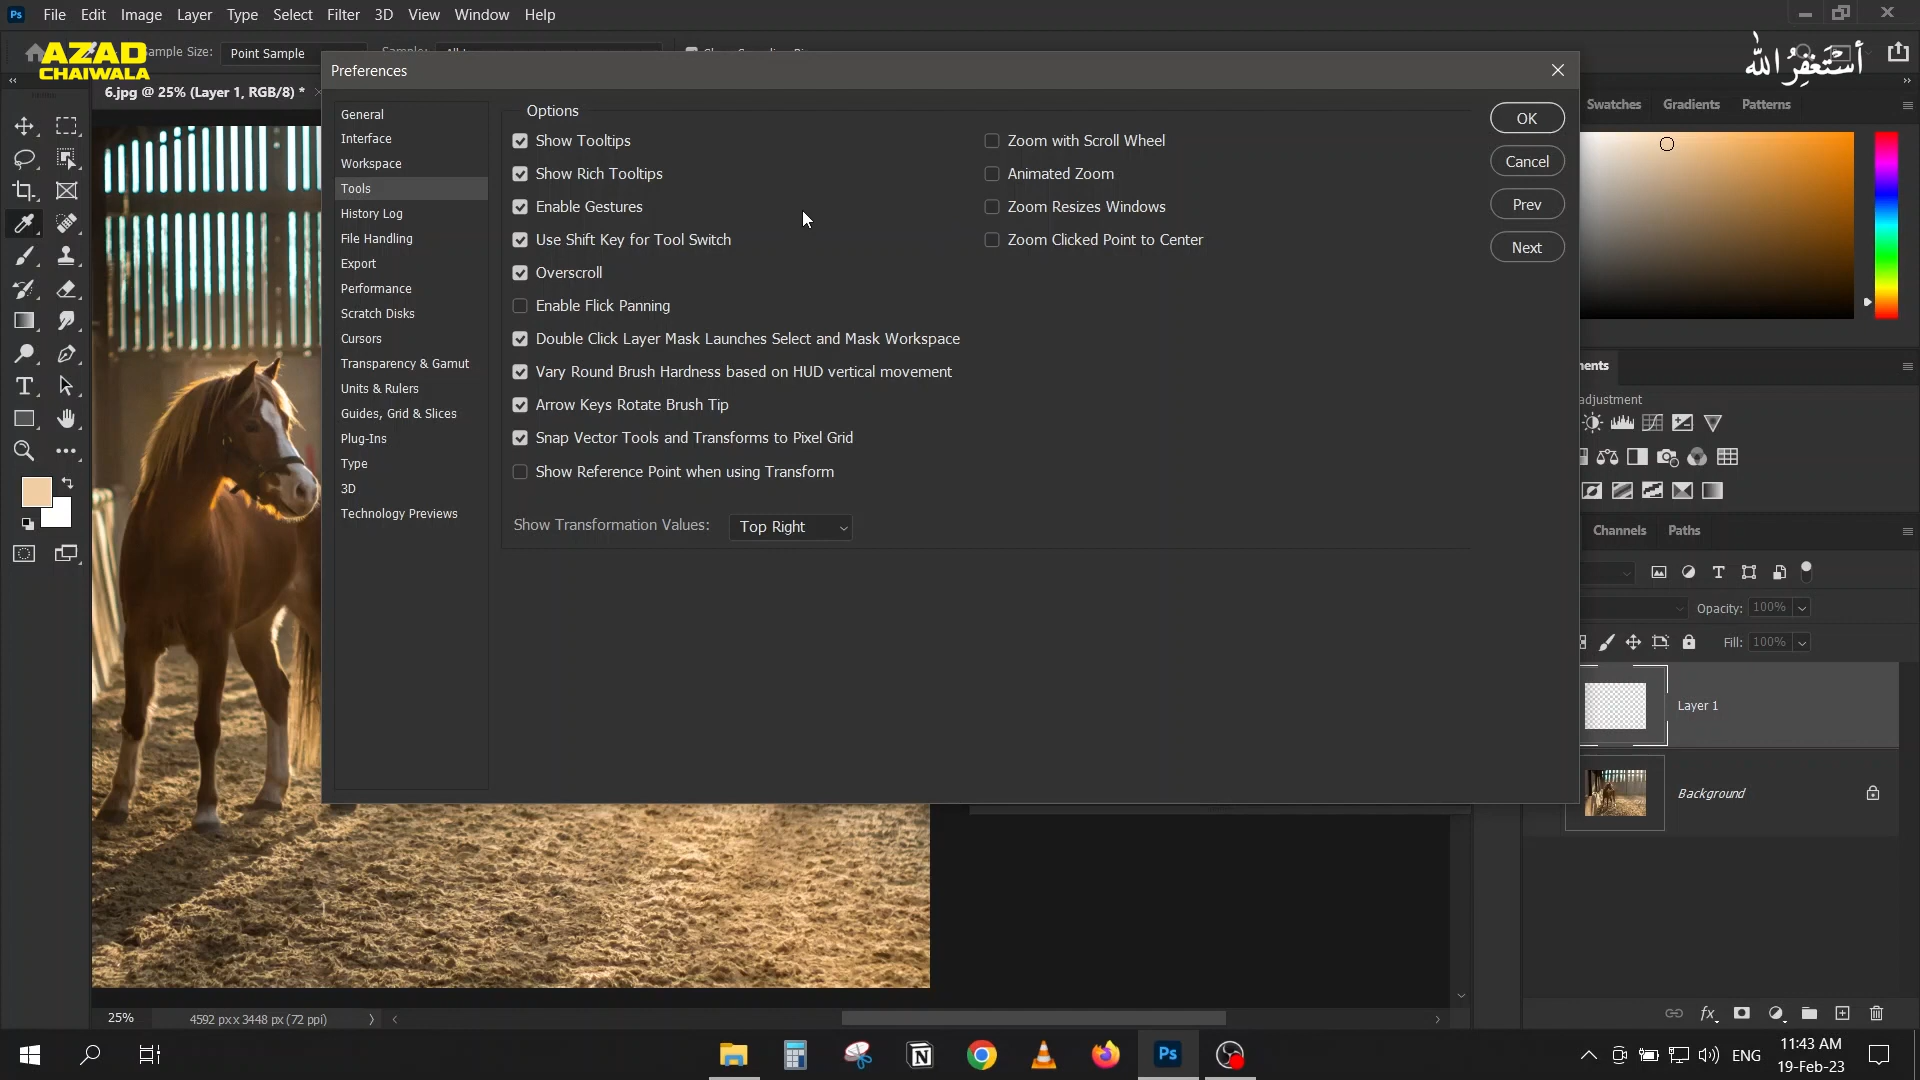 Ps File Edit Image Layer Type Select Filter 3D View Window Help
Sample Size: Point Sample
AZAD
CHAIWALA
أستغفر الله
6.jpg @ 25% (Layer 1, RGB/8) *
Preferences
Swatches Gradients Patterns
General
Interface
Workspace
Tools
History Log
File Handling
Export
Performance
Scratch Disks
Cursors
Transparency & Gamut
Units & Rulers
Guides, Grid & Slices
Plug-Ins
Type
3D
Technology Previews
Options
Show Tooltips
Show Rich Tooltips
Enable Gestures
Use Shift Key for Tool Switch
Overscroll
Enable Flick Panning
Double Click Layer Mask Launches Select and Mask Workspace
Vary Round Brush Hardness based on HUD vertical movement
Arrow Keys Rotate Brush Tip
Snap Vector Tools and Transforms to Pixel Grid
Show Reference Point when using Transform
Show Transformation Values: Top Right
Zoom with Scroll Wheel
Animated Zoom
Zoom Resizes Windows
Zoom Clicked Point to Center
OK
Cancel
Prev
Next
nents
adjustment
Channels Paths
Opacity: 100%
Fill: 100%
Layer 1
Background
25% 4592 px x 3448 px (72 ppi)
Ps
ENG
11:43 AM
19-Feb-23